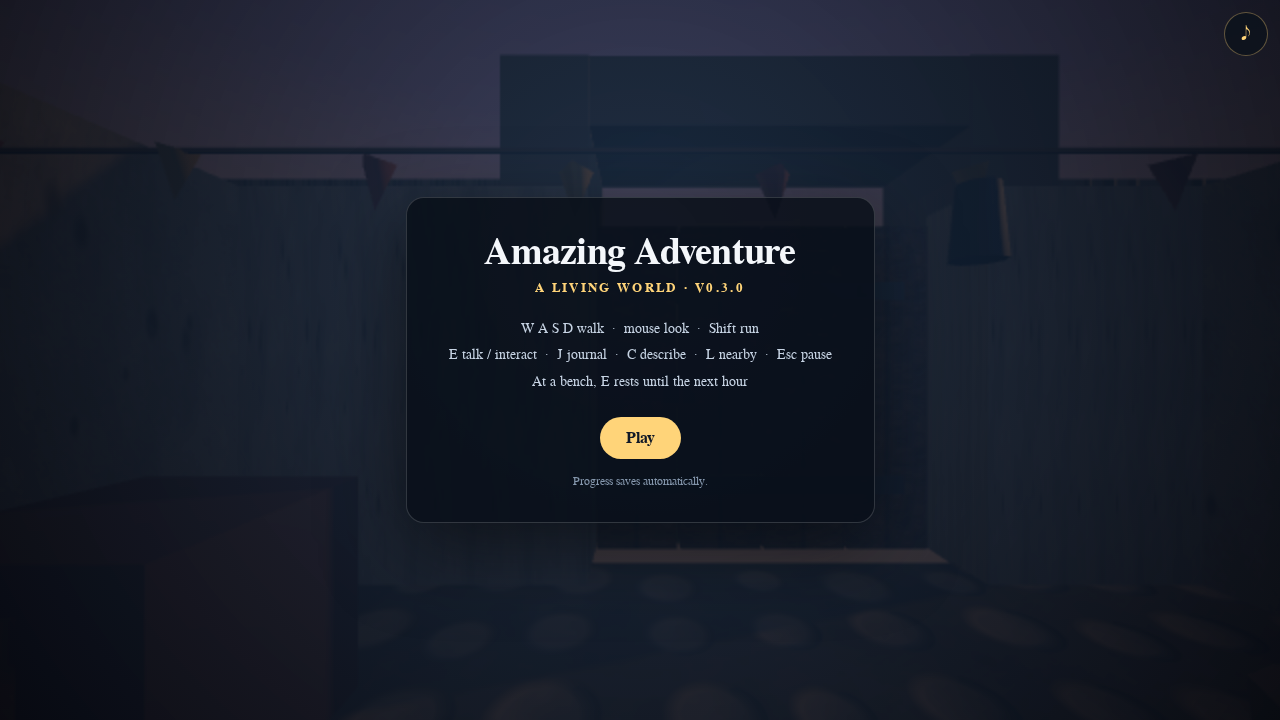 ♪
Amazing Adventure
A LIVING WORLD · V0.3.0
W A S D walk · mouse look · Shift run
E talk / interact · J journal · C describe · L nearby · Esc pause
At a bench, E rests until the next hour
Play
Progress saves automatically.